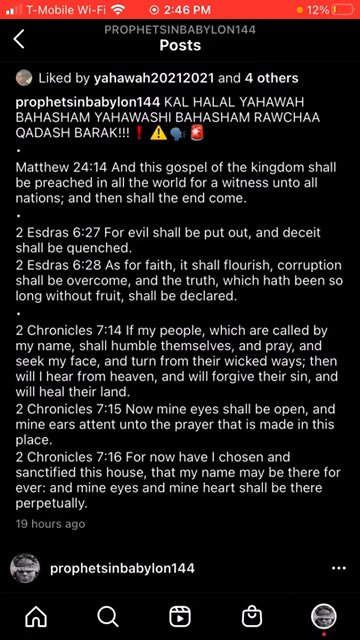 T-Mobile Wi-Fi 2:46 PM 12%
PROPHETSINBABYLON144
Posts
Liked by yahawah20212021 and 4 others
prophetsinbabylon144 KAL HALAL YAHAWAH
BAHASHAM YAHAWASHI BAHASHAM RAWCHAA
QADASH BARAK!!!❗⚠️🗣️🚨
•
Matthew 24:14 And this gospel of the kingdom shall
be preached in all the world for a witness unto all
nations; and then shall the end come.
•
2 Esdras 6:27 For evil shall be put out, and deceit
shall be quenched.
2 Esdras 6:28 As for faith, it shall flourish, corruption
shall be overcome, and the truth, which hath been so
long without fruit, shall be declared.
•
2 Chronicles 7:14 If my people, which are called by
my name, shall humble themselves, and pray, and
seek my face, and turn from their wicked ways; then
will I hear from heaven, and will forgive their sin, and
will heal their land.
2 Chronicles 7:15 Now mine eyes shall be open, and
mine ears attent unto the prayer that is made in this
place.
2 Chronicles 7:16 For now have I chosen and
sanctified this house, that my name may be there for
ever: and mine eyes and mine heart shall be there
perpetually.
19 hours ago
prophetsinbabylon144